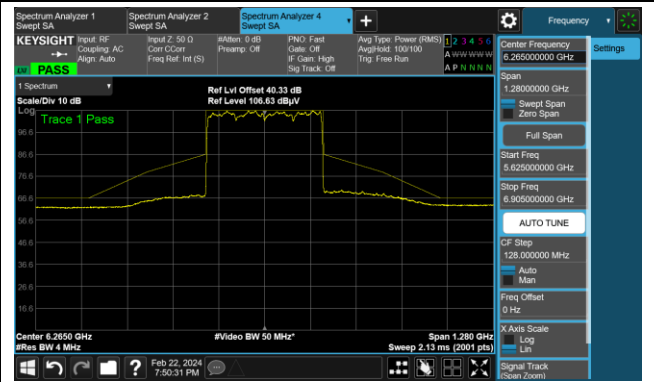 Spectrum Analyzer 1
Swept SA
Spectrum Analyzer 2
Swept SA
Spectrum Analyzer 4
Swept SA
Frequency
KEYSIGHT
Input: RF
Coupling: AC
Align: Auto
Input Z: 50 Ω
Corr CCorr
Freq Ref: Int (S)
#Atten: 0 dB
Preamp: Off
PNO: Fast
Gate: Off
IF Gain: High
Sig Track: Off
Avg Type: Power (RMS)
Avg|Hold: 100/100
Trig: Free Run
1 2 3 4 5 6
A W W W W W
A P N N N N
PASS
1 Spectrum
Scale/Div 10 dB
Ref Lvl Offset 40.33 dB
Ref Level 106.63 dBµV
Log
Trace 1 Pass
96.6
86.6
76.6
66.6
56.6
46.6
36.6
26.6
16.6
Center 6.2650 GHz
#Res BW 4 MHz
#Video BW 50 MHz*
Span 1.280 GHz
Sweep 2.13 ms (2001 pts)
Feb 22, 2024
7:50:31 PM
Center Frequency
6.265000000 GHz
Settings
Span
1.28000000 GHz
Swept Span
Zero Span
Full Span
Start Freq
5.625000000 GHz
Stop Freq
6.905000000 GHz
AUTO TUNE
CF Step
128.000000 MHz
Auto
Man
Freq Offset
0 Hz
X Axis Scale
Log
Lin
Signal Track
(Span Zoom)